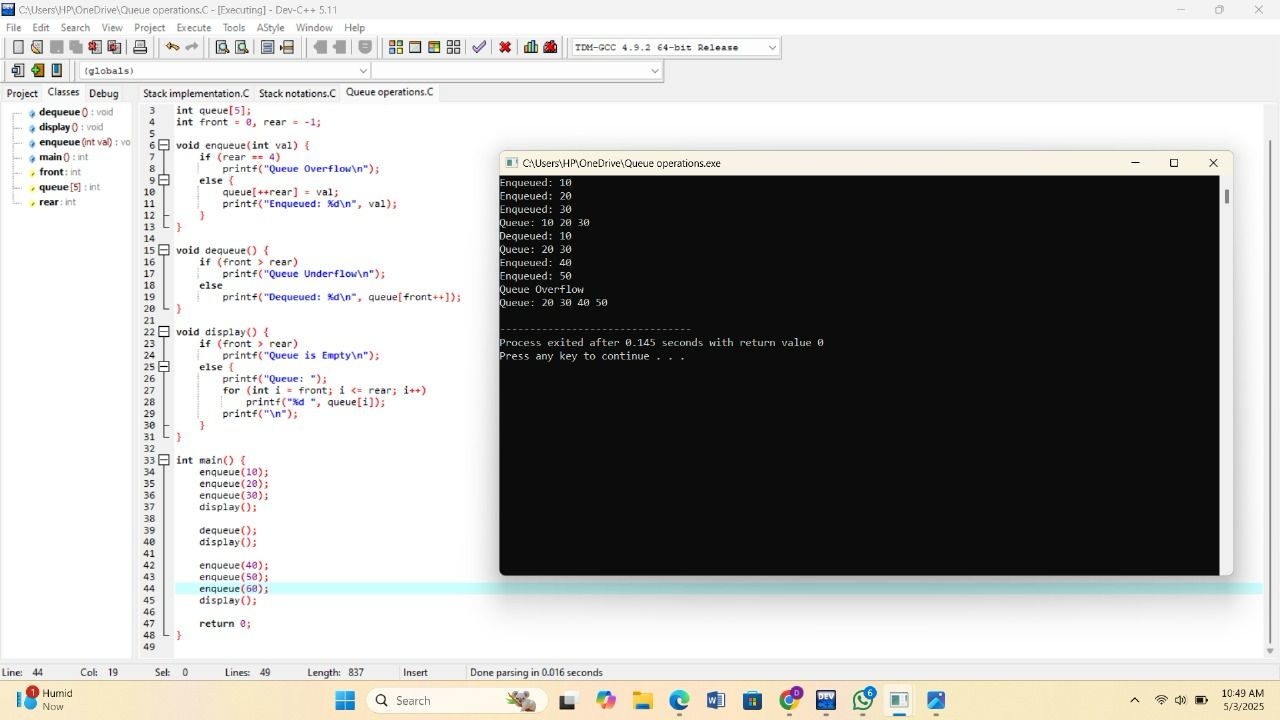 C:\Users\HP\OneDrive\Queue operations.C - [Executing] - Dev-C++ 5.11
File Edit Search View Project Execute Tools AStyle Window Help
TDM-GCC 4.9.2 64-bit Release
(globals)
Project Classes Debug
Stack implementation.C Stack notations.C Queue operations.C
dequeue () : void
display () : void
enqueue (int val) : vo
main () : int
front : int
queue [5] : int
rear : int
3 int queue[5];
4 int front = 0, rear = -1;
5
6 void enqueue(int val) {
7 if (rear == 4)
8 printf("Queue Overflow\n");
9 else {
10 queue[++rear] = val;
11 printf("Enqueued: %d\n", val);
12 }
13 }
14
15 void dequeue() {
16 if (front > rear)
17 printf("Queue Underflow\n");
18 else
19 printf("Dequeued: %d\n", queue[front++]);
20 }
21
22 void display() {
23 if (front > rear)
24 printf("Queue is Empty\n");
25 else {
26 printf("Queue: ");
27 for (int i = front; i <= rear; i++)
28 printf("%d ", queue[i]);
29 printf("\n");
30 }
31 }
32
33 int main() {
34 enqueue(10);
35 enqueue(20);
36 enqueue(30);
37 display();
38
39 dequeue();
40 display();
41
42 enqueue(40);
43 enqueue(50);
44 enqueue(60);
45 display();
46
47 return 0;
48 }
49
C:\Users\HP\OneDrive\Queue operations.exe
Enqueued: 10
Enqueued: 20
Enqueued: 30
Queue: 10 20 30
Dequeued: 10
Queue: 20 30
Enqueued: 40
Enqueued: 50
Queue Overflow
Queue: 20 30 40 50
--------------------------------
Process exited after 0.145 seconds with return value 0
Press any key to continue . . .
Line: 44 Col: 19 Sel: 0 Lines: 49 Length: 837 Insert Done parsing in 0.016 seconds
1 Humid
Now
Search
DEV
D
DEV
6
10:49 AM
5/3/2025